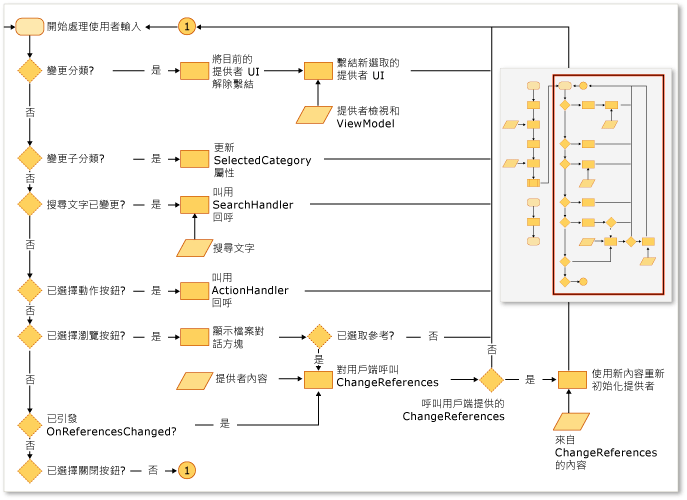 開始處理使用者輸入
1
變更分類?
是
將目前的
提供者 UI
解除繫結
繫結新選取的
提供者 UI
提供者檢視和
ViewModel
否
變更子分類?
是
更新
SelectedCategory
屬性
否
搜尋文字已變更?
是
叫用
SearchHandler
回呼
搜尋文字
否
已選擇動作按鈕?
是
叫用
ActionHandler
回呼
否
已選擇瀏覽按鈕?
是
顯示檔案對
話方塊
已選取參考?
否
是
否
否
提供者內容
對用戶端呼叫
ChangeReferences
呼叫用戶端提供的
ChangeReferences
是
使用新內容重新
初始化提供者
來自
ChangeReferences
的內容
已引發
OnReferencesChanged?
是
否
已選擇關閉按鈕?
否
1